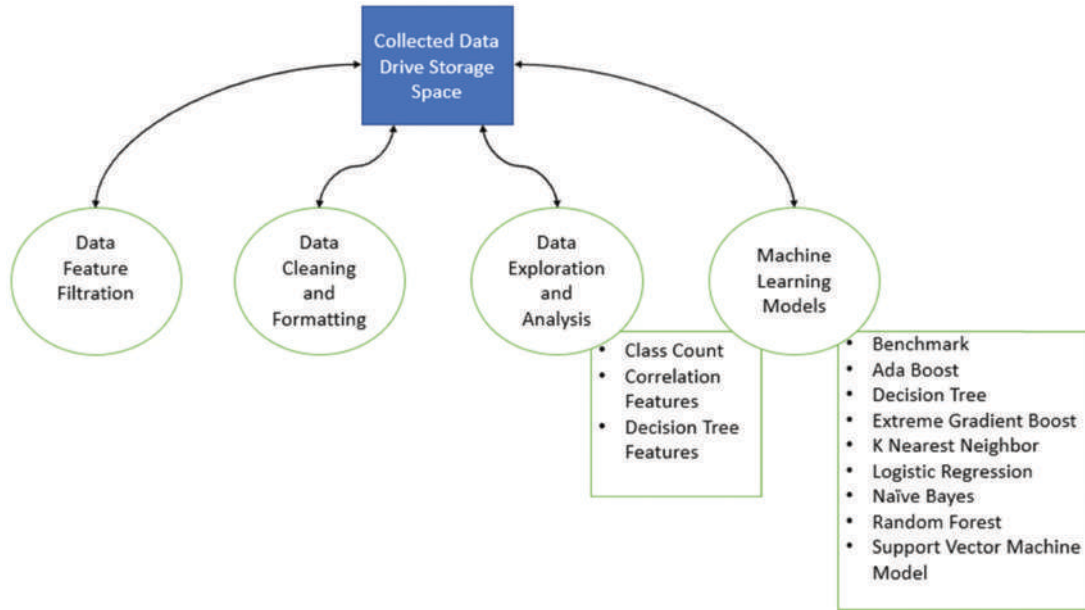 Collected Data
Drive Storage
Space
Data
Feature
Filtration
Data
Cleaning
and
Formatting
Data
Exploration
and
Analysis
Machine
Learning
Models
• Class Count
• Correlation
Features
• Decision Tree
Features
• Benchmark
• Ada Boost
• Decision Tree
• Extreme Gradient Boost
• K Nearest Neighbor
• Logistic Regression
• Naïve Bayes
• Random Forest
• Support Vector Machine
Model